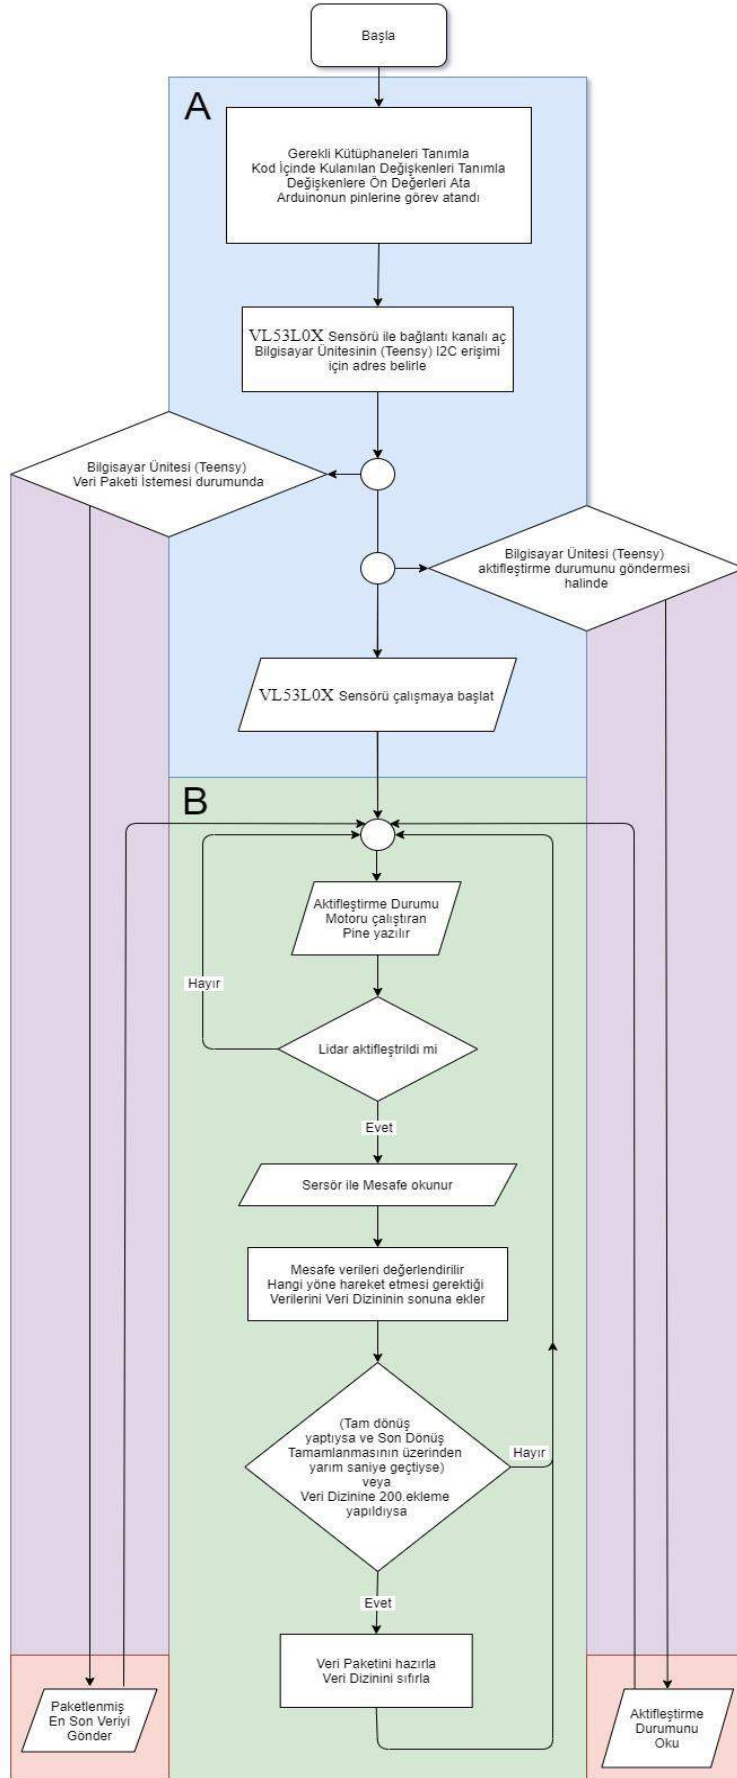 Başla
A
Gerekli Kütüphaneleri Tanımla
Kod İçinde Kulanılan Değişkenleri Tanımla
Değişkenlere Ön Değerleri Ata
Arduinonun pinlerine görev atandı
VL53L0X Sensörü ile bağlantı kanalı aç
Bilgisayar Ünitesinin (Teensy) I2C erişimi
için adres belirle
Bilgisayar Ünitesi (Teensy)
Veri Paketi İstemesi durumunda
Bilgisayar Ünitesi (Teensy)
aktifleştirme durumunu göndermesi
halinde
VL53L0X Sensörü çalışmaya başlat
B
Aktifleştirme Durumu
Motoru çalıştıran
Pine yazılır
Hayır
Lidar aktifleştrildi mi
Evet
Sersör ile Mesafe okunur
Mesafe verileri değerlendirilir
Hangi yöne hareket etmesi gerektiği
Verilerini Veri Dizininin sonuna ekler
(Tam dönüş
yaptıysa ve Son Dönüş
Tamamlanmasının üzerinden
yarım saniye geçtiyse)
veya
Veri Dizinine 200.ekleme
yapıldıysa
Hayır
Evet
Veri Paketini hazırla
Veri Dizinini sıfırla
Paketlenmiş
En Son Veriyi
Gönder
Aktifleştirme
Durumunu
Oku